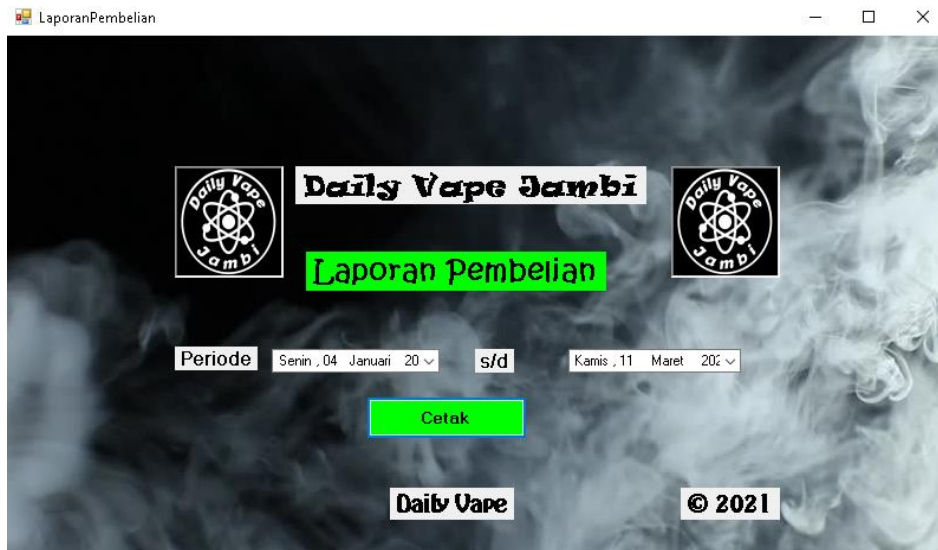 LaporanPembelian
Daily Vape Jambi
Daily Vape Jambi
Daily Vape Jambi
Laporan Pembelian
Periode
Senin , 04 Januari 20
s/d
Kamis , 11 Maret 202
Cetak
Daily Vape
© 2021